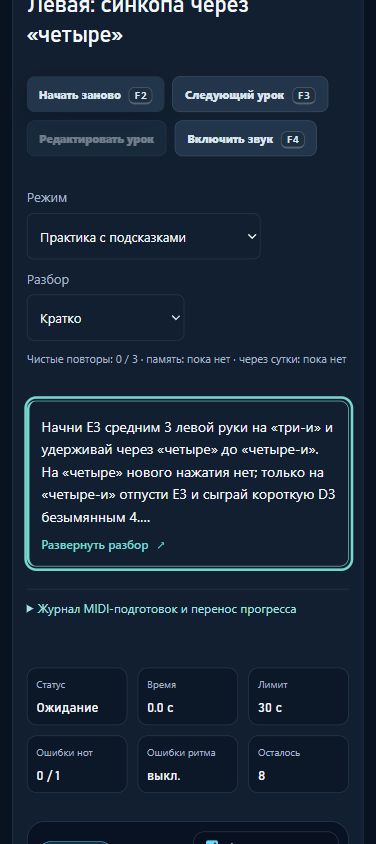 Левая: синкопа через
«четыре»
Начать заново F2
Следующий урок F3
Редактировать урок
Включить звук F4
Режим
Практика с подсказками
Разбор
Кратко
Чистые повторы: 0 / 3 · память: пока нет · через сутки: пока нет
Начни E3 средним 3 левой руки на «три-и» и
удерживай через «четыре» до «четыре-и».
На «четыре» нового нажатия нет; только на
«четыре-и» отпусти E3 и сыграй короткую D3
безымянным 4....
Развернуть разбор ↗
▶ Журнал MIDI-подготовок и перенос прогресса
Статус
Ожидание
Время
0.0 с
Лимит
30 с
Ошибки нот
0 / 1
Ошибки ритма
выкл.
Осталось
8